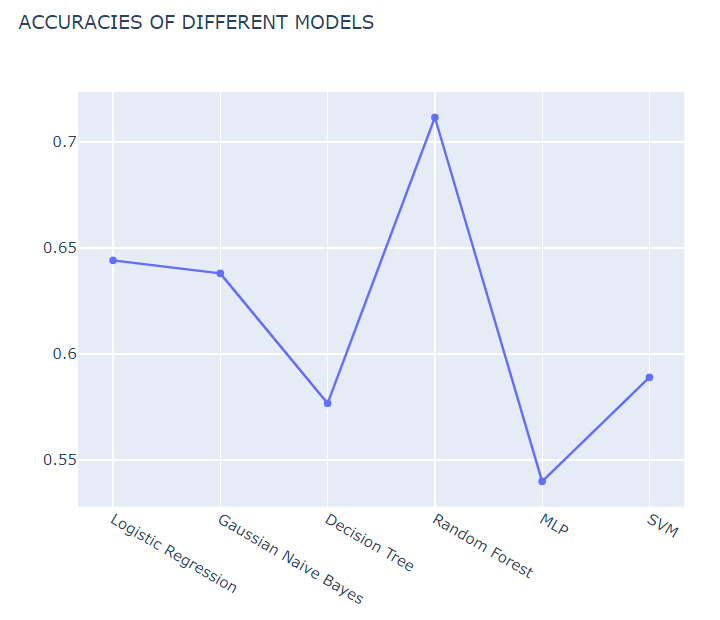 ACCURACIES OF DIFFERENT MODELS
0.7
0.65
0.6
0.55
Logistic Regression
Gaussian Naive Bayes
Decision Tree
Random Forest
MLP
SVM